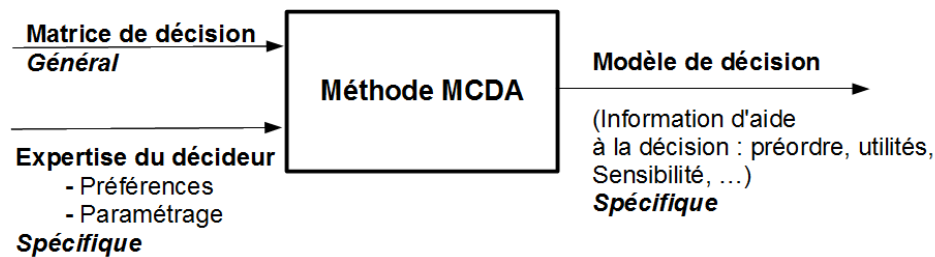 Matrice de décision
Général
Expertise du décideur
- Préférences
- Paramétrage
Spécifique
Méthode MCDA
Modèle de décision
(Information d'aide
à la décision : préordre, utilités,
Sensibilité, ...)
Spécifique